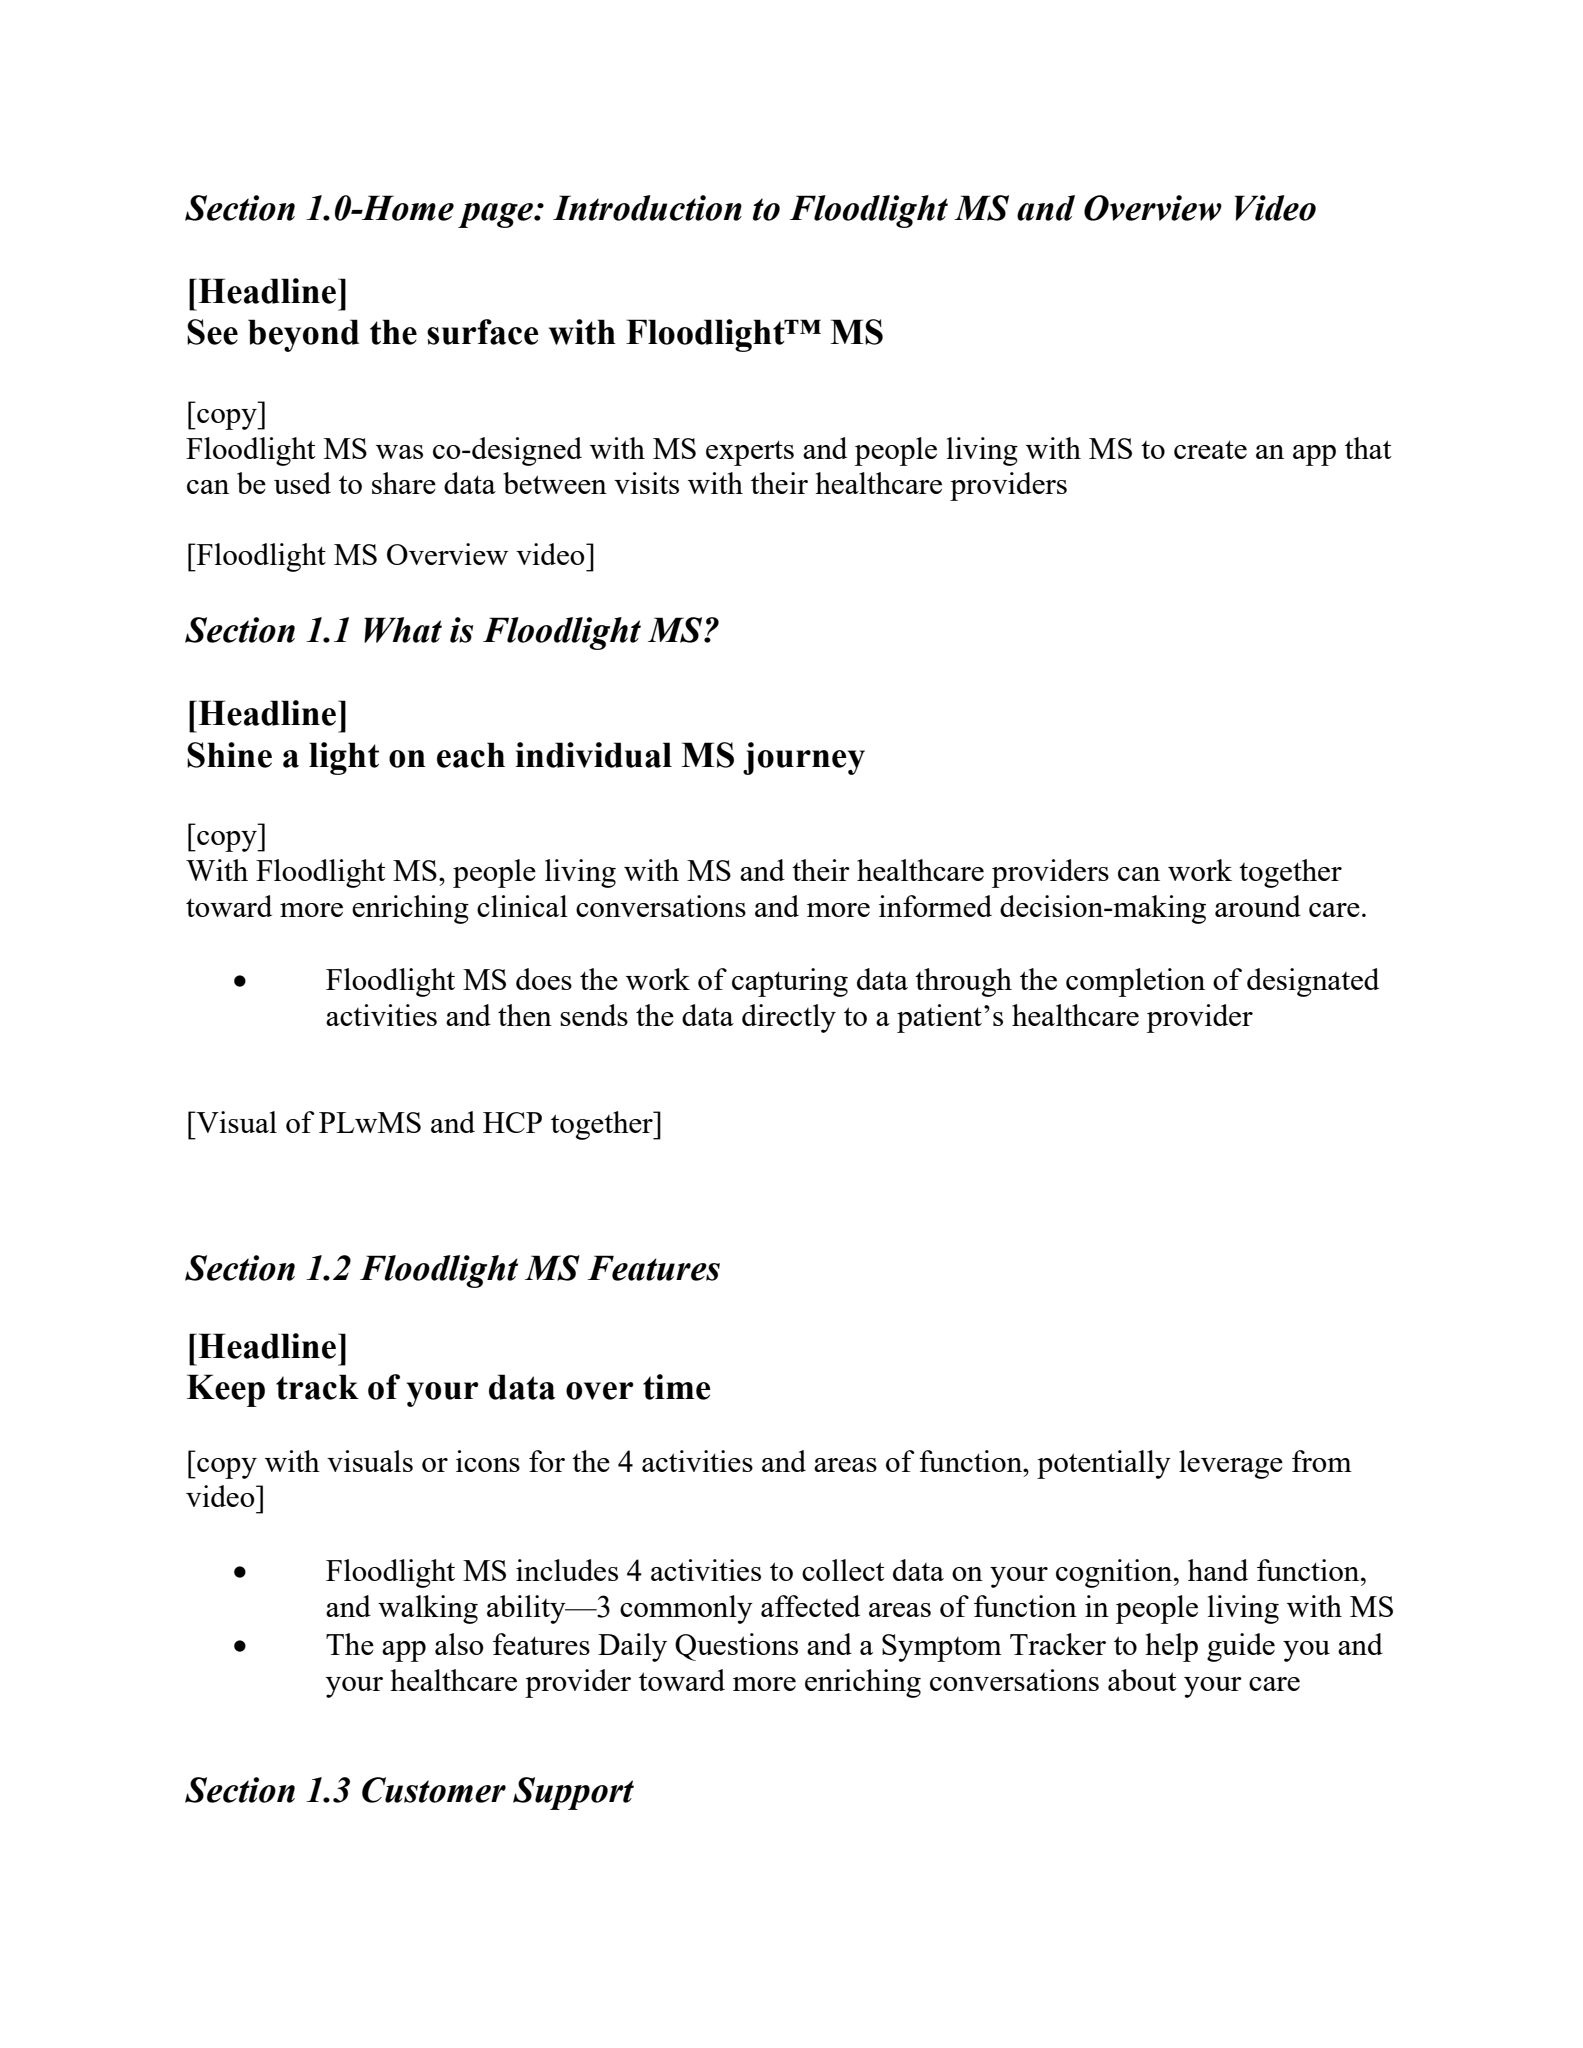 Section 1.0-Home page: Introduction to Floodlight MS and Overview Video
[Headline]
See beyond the surface with Floodlight™ MS
[copy]
Floodlight MS was co-designed with MS experts and people living with MS to create an app that
can be used to share data between visits with their healthcare providers
[Floodlight MS Overview video]
Section 1.1 What is Floodlight MS?
[Headline]
Shine a light on each individual MS journey
[copy]
With Floodlight MS, people living with MS and their healthcare providers can work together
toward more enriching clinical conversations and more informed decision-making around care.
• Floodlight MS does the work of capturing data through the completion of designated
activities and then sends the data directly to a patient’s healthcare provider
[Visual of PLwMS and HCP together]
Section 1.2 Floodlight MS Features
[Headline]
Keep track of your data over time
[copy with visuals or icons for the 4 activities and areas of function, potentially leverage from
video]
• Floodlight MS includes 4 activities to collect data on your cognition, hand function,
and walking ability—3 commonly affected areas of function in people living with MS
• The app also features Daily Questions and a Symptom Tracker to help guide you and
your healthcare provider toward more enriching conversations about your care
Section 1.3 Customer Support